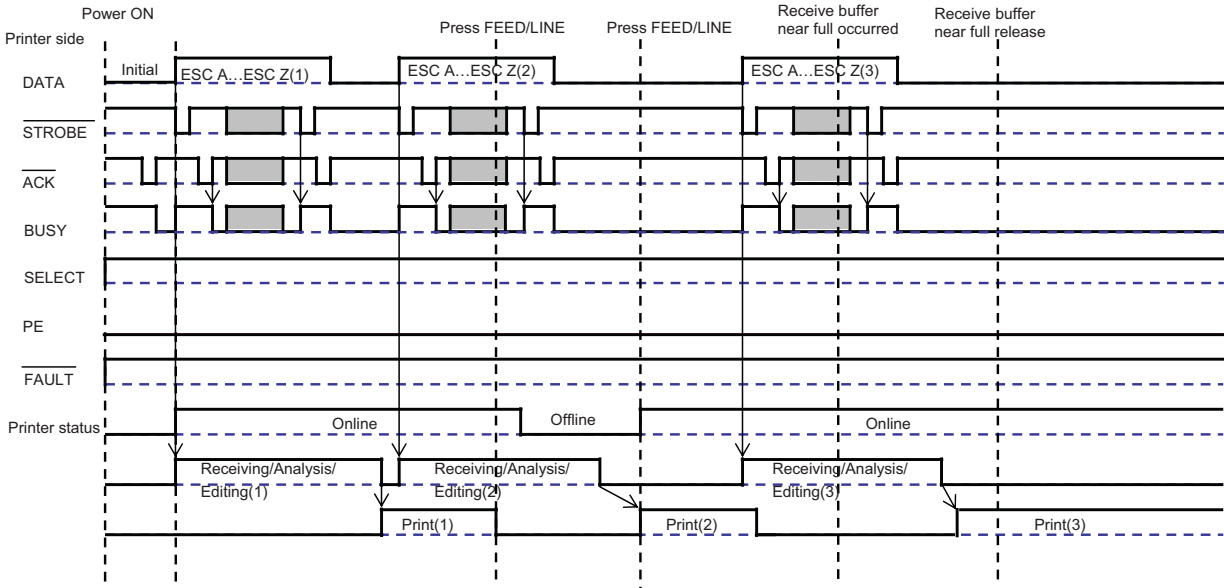 Power ON
Press FEED/LINE
Press FEED/LINE
Receive buffer
near full occurred
Receive buffer
near full release
Printer side
DATA
Initial
ESC A…ESC Z(1)
ESC A…ESC Z(2)
ESC A…ESC Z(3)
STROBE
ACK
BUSY
SELECT
PE
FAULT
Printer status
Online
Offline
Online
Receiving/Analysis/
Editing(1)
Receiving/Analysis/
Editing(2)
Receiving/Analysis/
Editing(3)
Print(1)
Print(2)
Print(3)